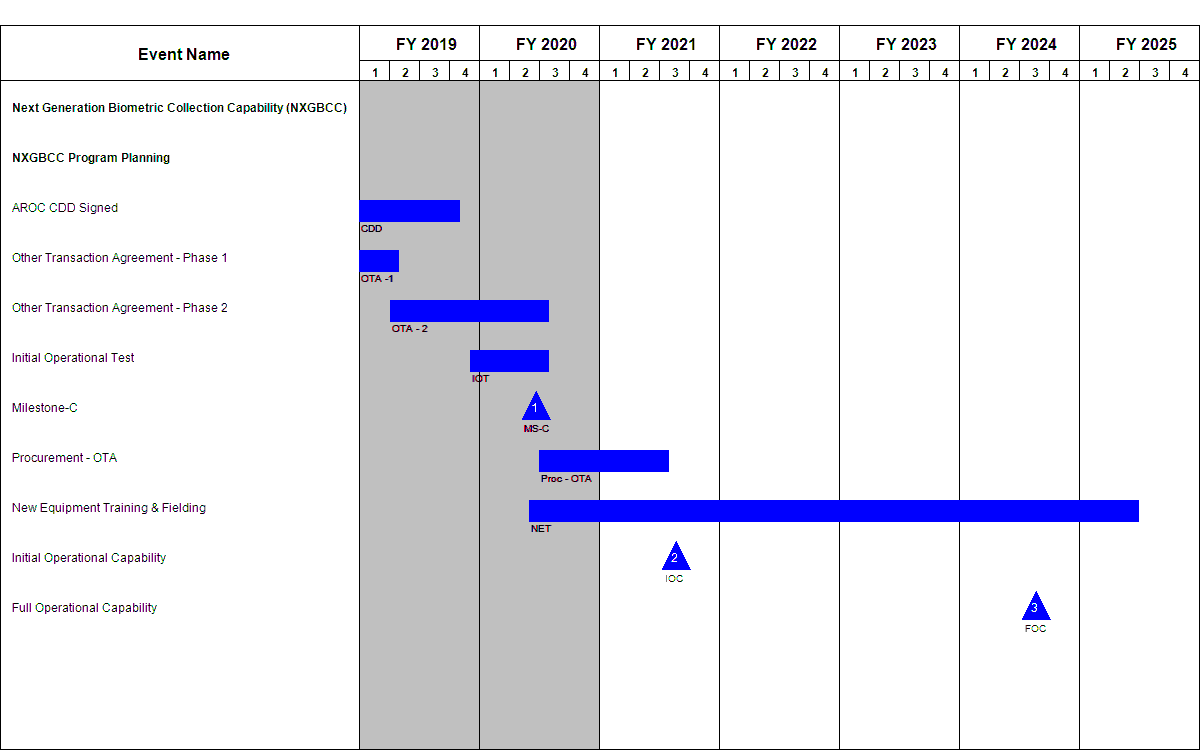 Event Name FY 2019 FY 2020 FY 2021 FY 2022 FY 2023 FY 2024 FY 2025
1 2 3 4 1 2 3 4 1 2 3 4 1 2 3 4 1 2 3 4 1 2 3 4 1 2 3 4
Next Generation Biometric Collection Capability (NXGBCC)
NXGBCC Program Planning
AROC CDD Signed
CDD
Other Transaction Agreement - Phase 1
OTA -1
Other Transaction Agreement - Phase 2
OTA - 2
Initial Operational Test
IOT
Milestone-C 1
MS-C
Procurement - OTA
Proc - OTA
New Equipment Training & Fielding
NET
Initial Operational Capability 2
IOC
Full Operational Capability 3
FOC